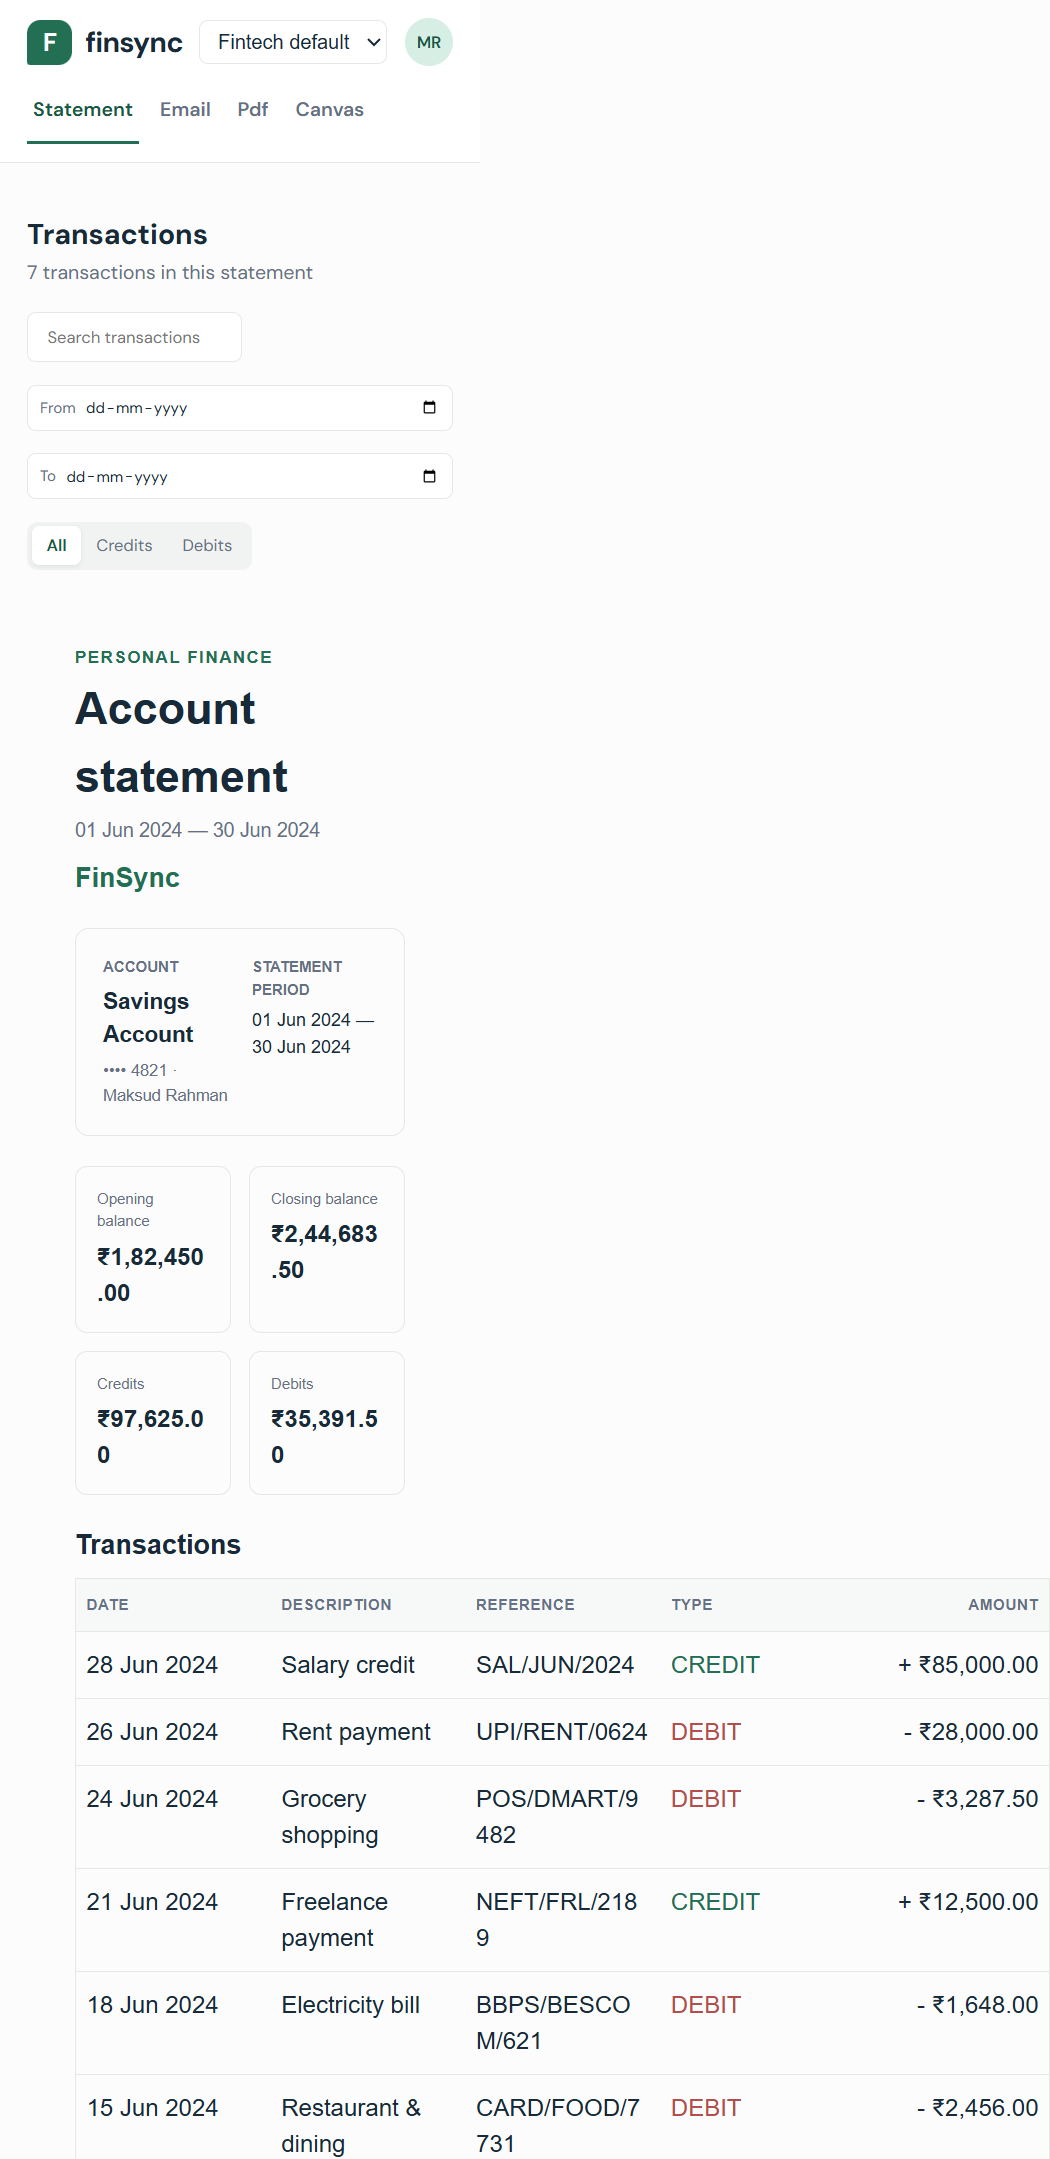 F finsync Fintech default MR
Statement Email Pdf Canvas
Transactions
7 transactions in this statement
Search transactions
From dd-mm-yyyy
To dd-mm-yyyy
All Credits Debits
PERSONAL FINANCE
Account
statement
01 Jun 2024 — 30 Jun 2024
FinSync
ACCOUNT
Savings
Account
•••• 4821 ·
Maksud Rahman
STATEMENT
PERIOD
01 Jun 2024 —
30 Jun 2024
Opening
balance
₹1,82,450
.00
Closing balance
₹2,44,683
.50
Credits
₹97,625.0
0
Debits
₹35,391.5
0
Transactions
DATE DESCRIPTION REFERENCE TYPE AMOUNT
28 Jun 2024 Salary credit SAL/JUN/2024 CREDIT + ₹85,000.00
26 Jun 2024 Rent payment UPI/RENT/0624 DEBIT - ₹28,000.00
24 Jun 2024 Grocery POS/DMART/9 DEBIT - ₹3,287.50
shopping 482
21 Jun 2024 Freelance NEFT/FRL/218 CREDIT + ₹12,500.00
payment 9
18 Jun 2024 Electricity bill BBPS/BESCO DEBIT - ₹1,648.00
M/621
15 Jun 2024 Restaurant & CARD/FOOD/7 DEBIT - ₹2,456.00
dining 731